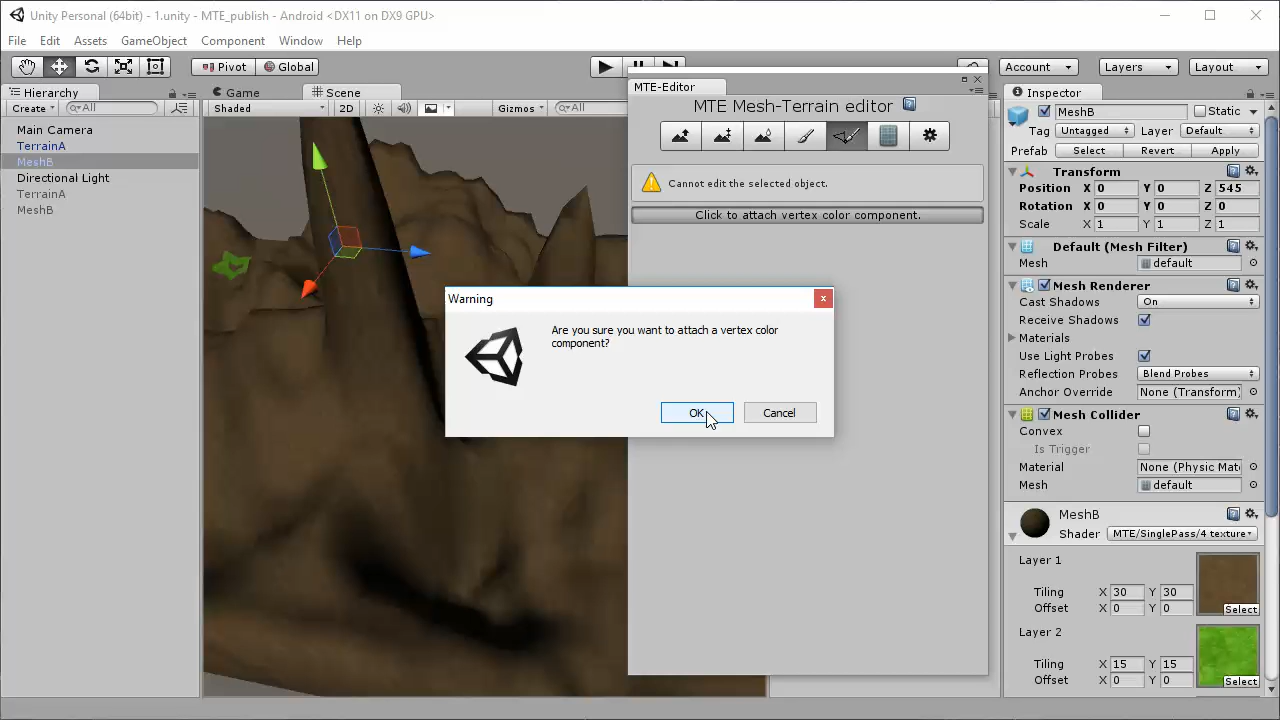 Unity Personal (64bit) - 1.unity - MTE_publish - Android <DX11 on DX9 GPU>
File Edit Assets GameObject Component Window Help
Pivot Global Account Layers Layout
Hierarchy
Create All
Main Camera
TerrainA
MeshB
Directional Light
TerrainA
MeshB
Game Scene
Shaded 2D Gizmos All
MTE-Editor
MTE Mesh-Terrain editor
Cannot edit the selected object.
Click to attach vertex color component.
Warning
Are you sure you want to attach a vertex color
component?
OK Cancel
Inspector
MeshB Static
Tag Untagged Layer Default
Prefab Select Revert Apply
Transform
Position X 0 Y 0 Z 545
Rotation X 0 Y 0 Z 0
Scale X 1 Y 1 Z 1
Default (Mesh Filter)
Mesh default
Mesh Renderer
Cast Shadows On
Receive Shadows
Materials
Use Light Probes
Reflection Probes Blend Probes
Anchor Override None (Transform)
Mesh Collider
Convex
Is Trigger
Material None (Physic Mat
Mesh default
MeshB
Shader MTE/SinglePass/4 texture
Layer 1
Tiling X 30 Y 30
Offset X 0 Y 0
Select
Layer 2
Tiling X 15 Y 15
Offset X 0 Y 0
Select